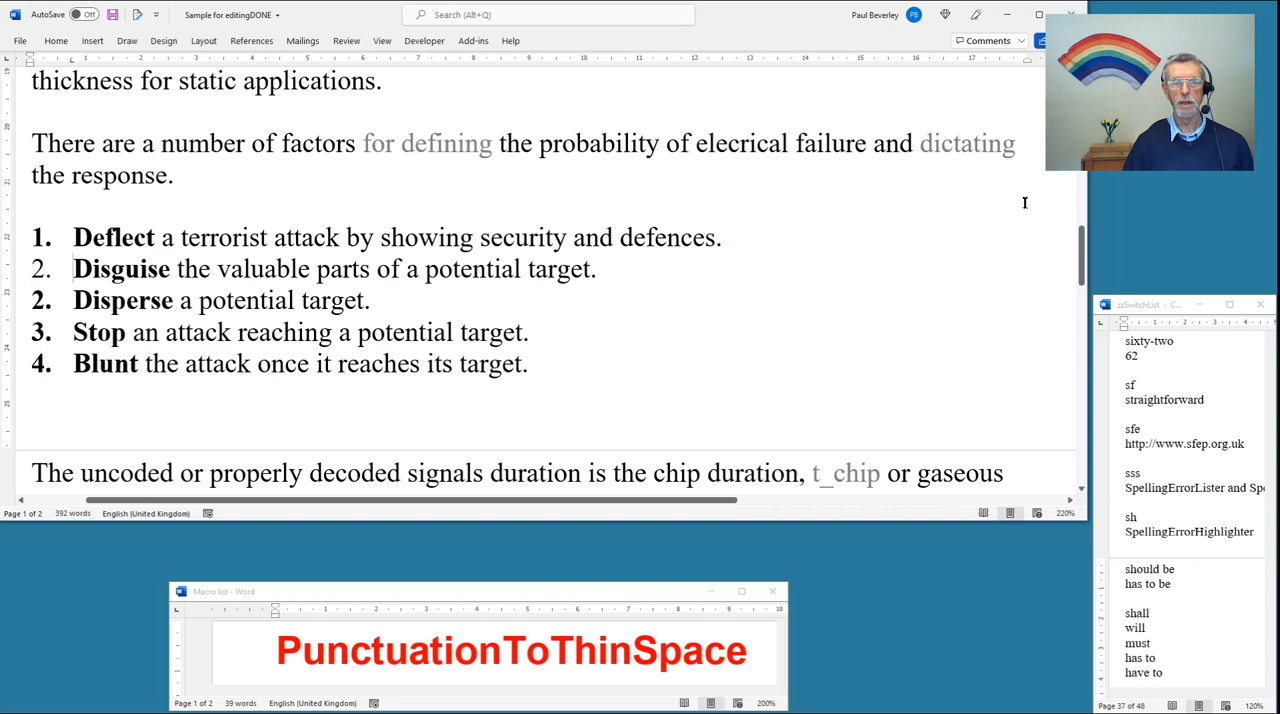 AutoSave Off Sample for editingDONE Search (Alt+Q) Paul Beverley PB
File Home Insert Draw Design Layout References Mailings Review View Developer Add-ins Help Comments
thickness for static applications.
There are a number of factors for defining the probability of elecrical failure and dictating
the response.
1. Deflect a terrorist attack by showing security and defences.
2. Disguise the valuable parts of a potential target.
2. Disperse a potential target.
3. Stop an attack reaching a potential target.
4. Blunt the attack once it reaches its target.
The uncoded or properly decoded signals duration is the chip duration, t_chip or gaseous
Page 1 of 2 392 words English (United Kingdom) 220%
zzSwitchList - C...
sixty-two
62
sf
straightforward
sfe
http://www.sfep.org.uk
sss
SpellingErrorLister and Spe
sh
SpellingErrorHighlighter
should be
has to be
shall
will
must
has to
have to
Page 37 of 48 120%
Macro list - Word
PunctuationToThinSpace
Page 1 of 2 39 words English (United Kingdom) 200%